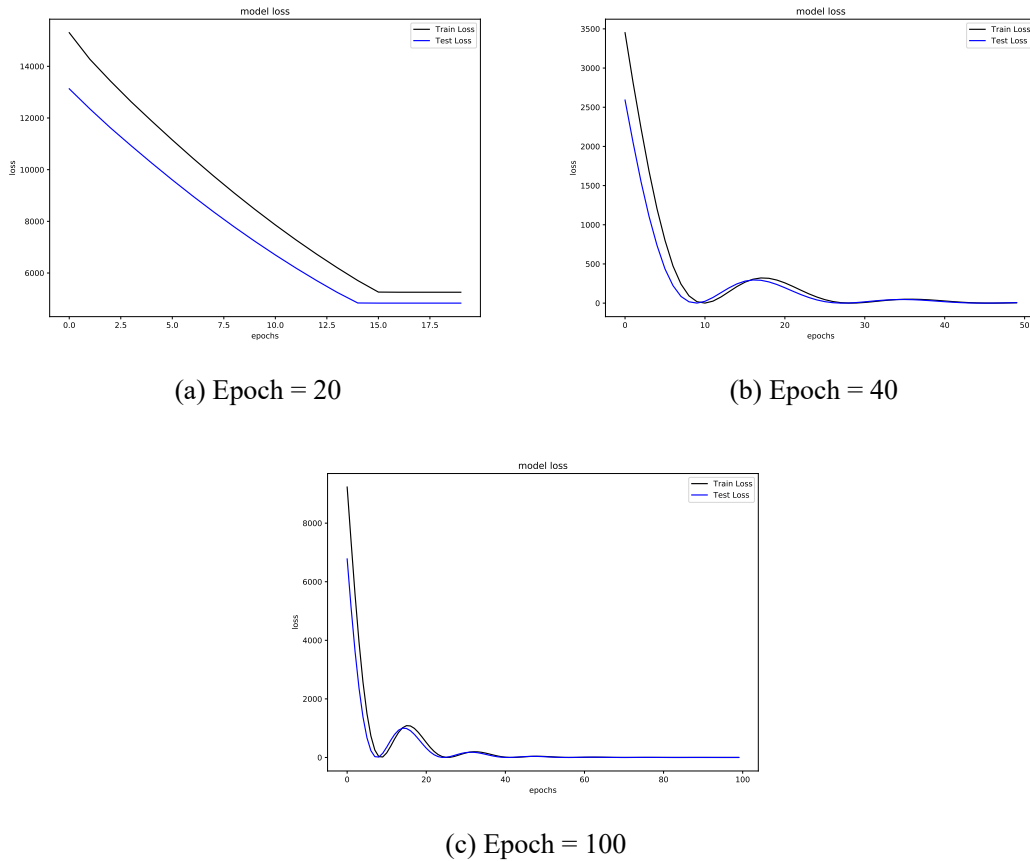 model loss
Train Loss
Test Loss
14000
12000
10000
8000
6000
loss
0.0 2.5 5.0 7.5 10.0 12.5 15.0 17.5
epochs
(a) Epoch = 20
model loss
Train Loss
Test Loss
3500
3000
2500
2000
1500
1000
500
0
loss
0 10 20 30 40 50
epochs
(b) Epoch = 40
model loss
Train Loss
Test Loss
8000
6000
4000
2000
0
loss
0 20 40 60 80 100
epochs
(c) Epoch = 100